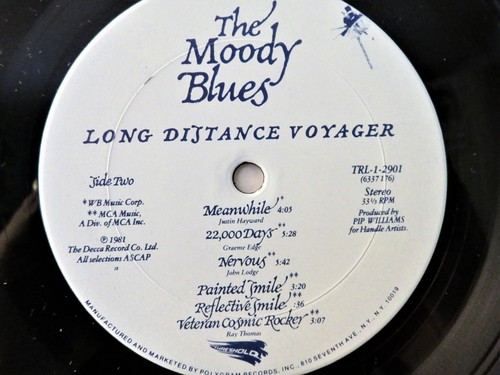 The
Moody
Blues
LONG DISTANCE VOYAGER
Side Two
* WB Music Corp.
** MCA Music,
A Div. of MCA Inc.
℗ 1981
The Decca Record Co. Ltd.
All selections ASCAP
TRL-1-2901
(6337 176)
Stereo
33⅓ RPM
Produced by
PIP WILLIAMS
for Handle Artists.
Meanwhile* 4:05
Justin Hayward
22,000 Days** 5:28
Graeme Edge
Nervous** 5:42
John Lodge
Painted Smile** 3:20
Reflective Smile** :36
Veteran Cosmic Rocker** 3:07
Ray Thomas
THRESHOLD
MANUFACTURED AND MARKETED BY POLYGRAM RECORDS, INC., 810 SEVENTH AVE., N.Y., N.Y. 10019